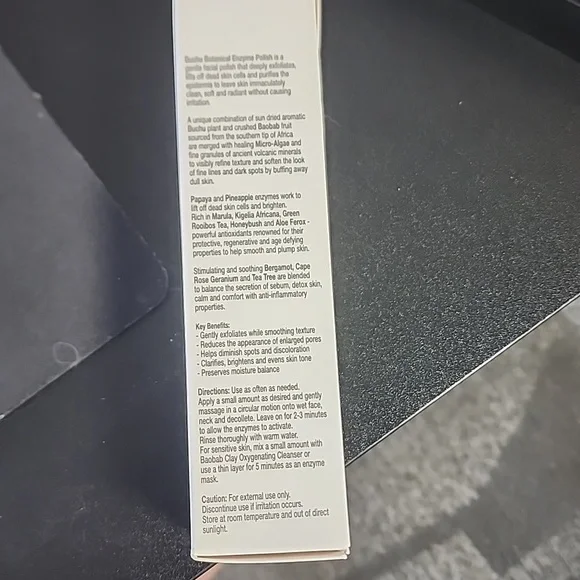 Buchu Botanical Enzyme Polish is a
gentle facial polish that deeply exfoliates,
lifts off dead skin cells and purifies the
epidermis to leave skin immaculately
clean, soft and radiant without causing
irritation.
A unique combination of sun dried aromatic
Buchu plant and crushed Baobab fruit
sourced from the southern tip of Africa
are merged with healing Micro-Algae and
fine granules of ancient volcanic minerals
to visibly refine texture and soften the look
of fine lines and dark spots by buffing away
dull skin.
Papaya and Pineapple enzymes work to
lift off dead skin cells and brighten.
Rich in Marula, Kigelia Africana, Green
Rooibos Tea, Honeybush and Aloe Ferox -
powerful antioxidants renowned for their
protective, regenerative and age defying
properties to help smooth and plump skin.
Stimulating and soothing Bergamot, Cape
Rose Geranium and Tea Tree are blended
to balance the secretion of sebum, detox skin,
calm and comfort with anti-inflammatory
properties.
Key Benefits:
- Gently exfoliates while smoothing texture
- Reduces the appearance of enlarged pores
- Helps diminish spots and discoloration
- Clarifies, brightens and evens skin tone
- Preserves moisture balance
Directions: Use as often as needed.
Apply a small amount as desired and gently
massage in a circular motion onto wet face,
neck and decollete. Leave on for 2-3 minutes
to allow the enzymes to activate.
Rinse thoroughly with warm water.
For sensitive skin, mix a small amount with
Baobab Clay Oxygenating Cleanser or
use a thin layer for 5 minutes as an enzyme
mask.
Caution: For external use only.
Discontinue use if irritation occurs.
Store at room temperature and out of direct
sunlight.